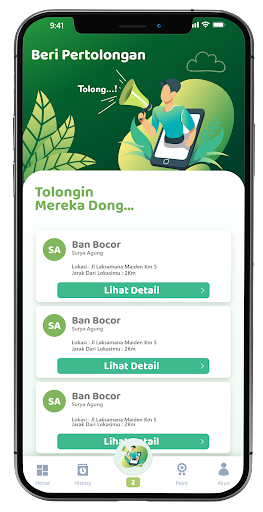 9:41
Beri Pertolongan
Tolong...!
Tolongin
Mereka Dong...
SA
Ban Bocor
Surya Agung
Lokasi : Jl Laksamana Maiden Km 5
Jarak Dari Lokasimu : 2Km
Lihat Detail
SA
Ban Bocor
Surya Agung
Lokasi : Jl Laksamana Maiden Km 5
Jarak Dari Lokasimu : 2Km
Lihat Detail
SA
Ban Bocor
Surya Agung
Lokasi : Jl Laksamana Maiden Km 5
Jarak Dari Lokasimu : 2Km
Lihat Detail
Home
History
2
Point
Akun